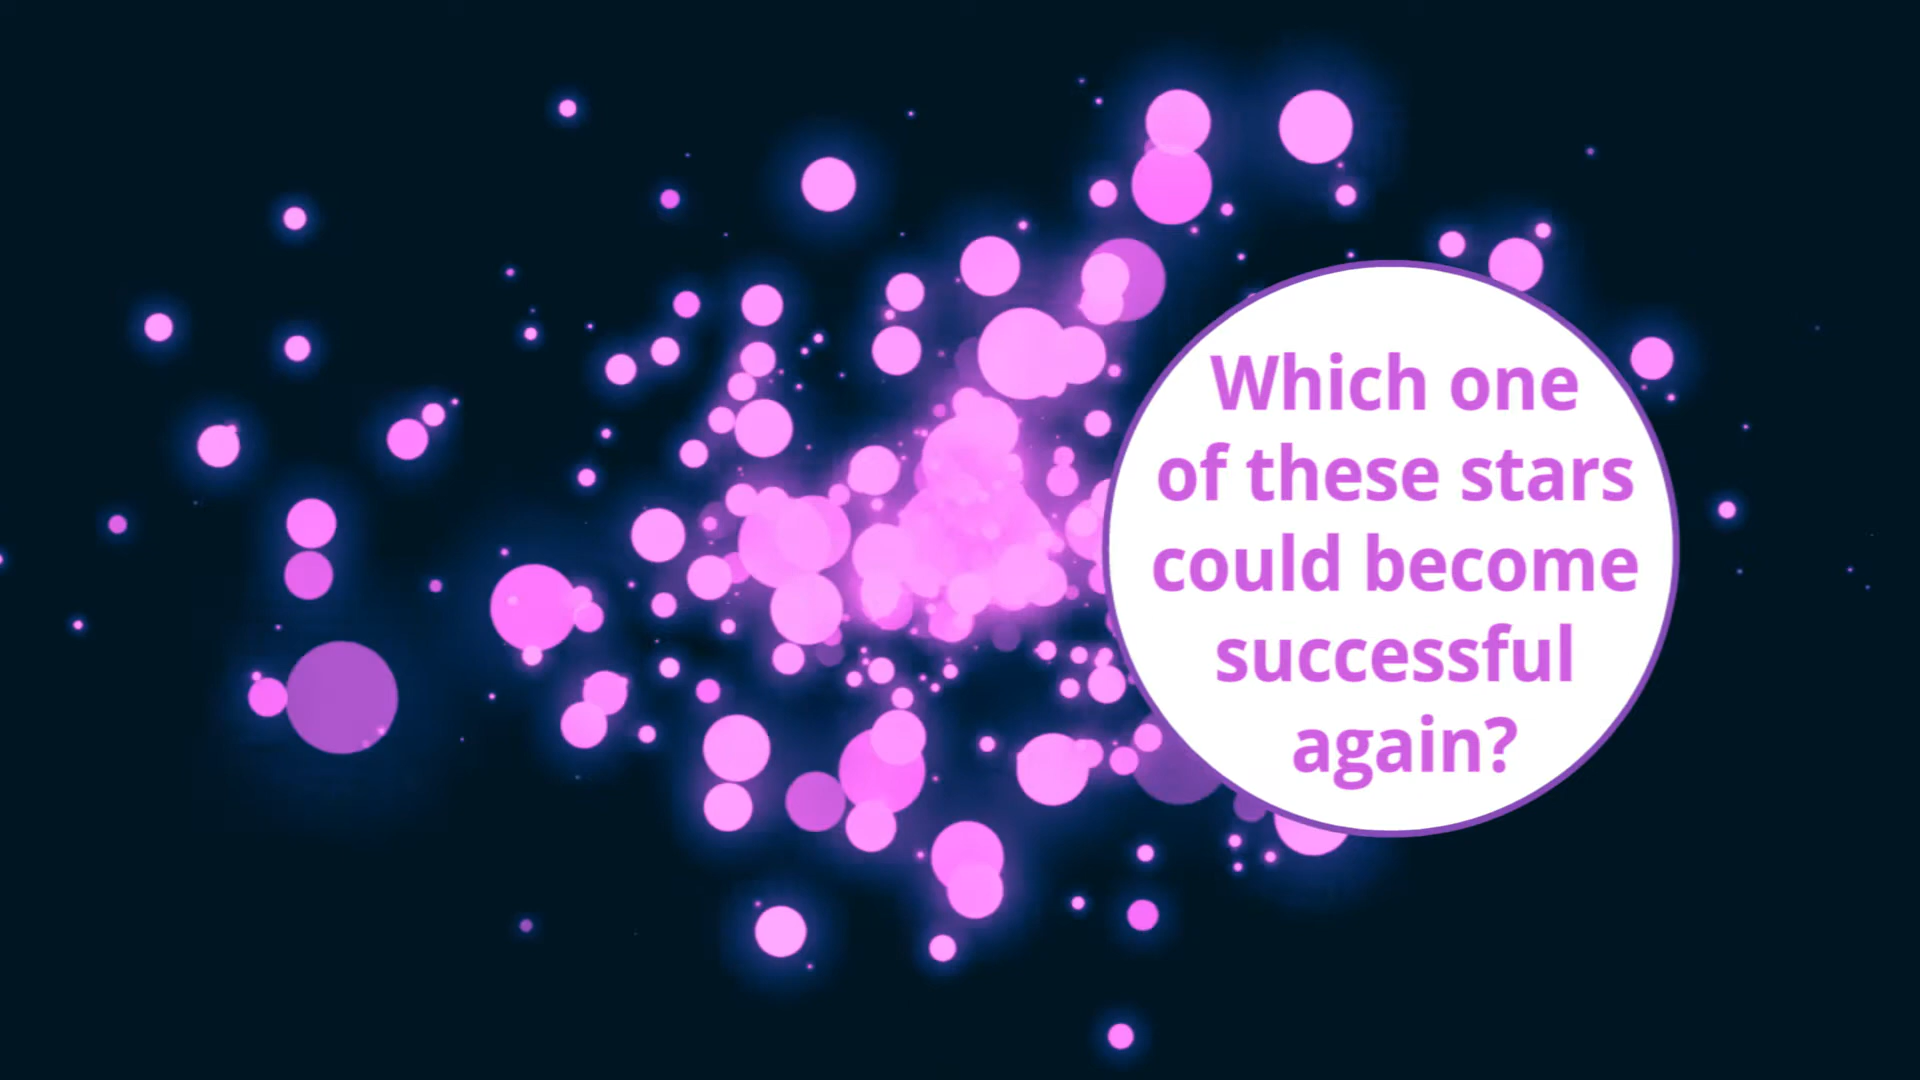 Which one
of these stars
could become
successful
again?